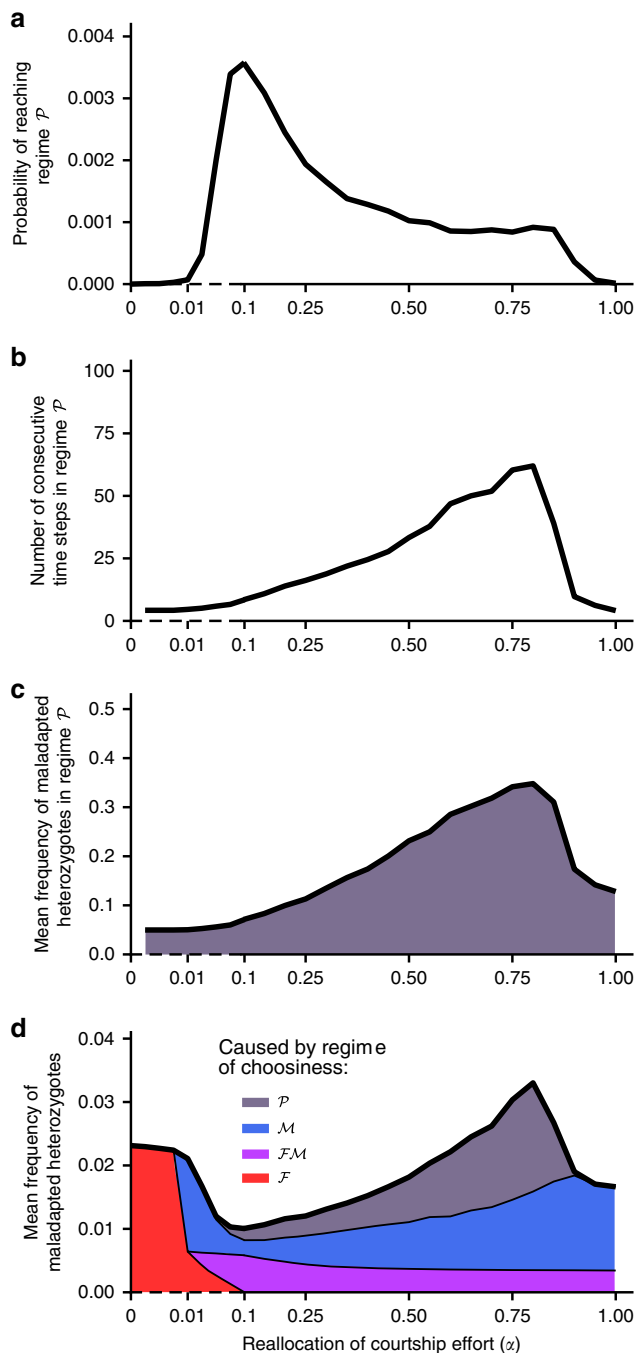 a
Probability of reaching
regime 𝒫
0.004
0.003
0.002
0.001
0.000
0 0.01 0.1 0.25 0.50 0.75 1.00
b
Number of consecutive
time steps in regime 𝒫
100
75
50
25
0
0 0.01 0.1 0.25 0.50 0.75 1.00
c
Mean frequency of maladapted
heterozygotes in regime 𝒫
0.5
0.4
0.3
0.2
0.1
0.0
0 0.01 0.1 0.25 0.50 0.75 1.00
d
Mean frequency of
maladapted heterozygotes
0.04
0.03
0.02
0.01
0.00
Caused by regime
of choosiness:
𝒫
ℳ
ℱℳ
ℱ
0 0.01 0.1 0.25 0.50 0.75 1.00
Reallocation of courtship effort (α)